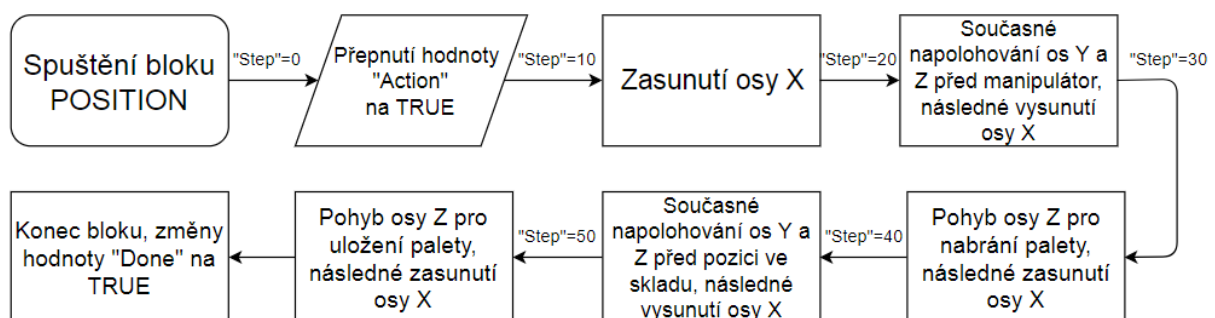 Spuštění bloku
POSITION
"Step"=0
Přepnutí hodnoty
"Action"
na TRUE
"Step"=10
Zasunutí osy X
"Step"=20
Současné
napolohování os Y a
Z před manipulátor,
následné vysunutí
osy X
"Step"=30
Pohyb osy Z pro
nabrání palety,
následné zasunutí
osy X
"Step"=40
Současné
napolohování os Y a
Z před pozici ve
skladu, následné
vysunutí osy X
"Step"=50
Pohyb osy Z pro
uložení palety,
následné zasunutí
osy X
Konec bloku, změny
hodnoty "Done" na
TRUE